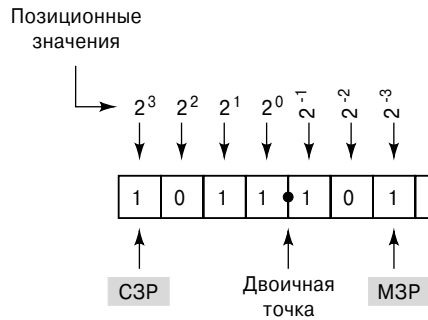 Позиционные
значения
2³ 2² 2¹ 2⁰ 2⁻¹ 2⁻² 2⁻³
1 0 1 1 1 0 1
СЗР Двоичная МЗР
точка